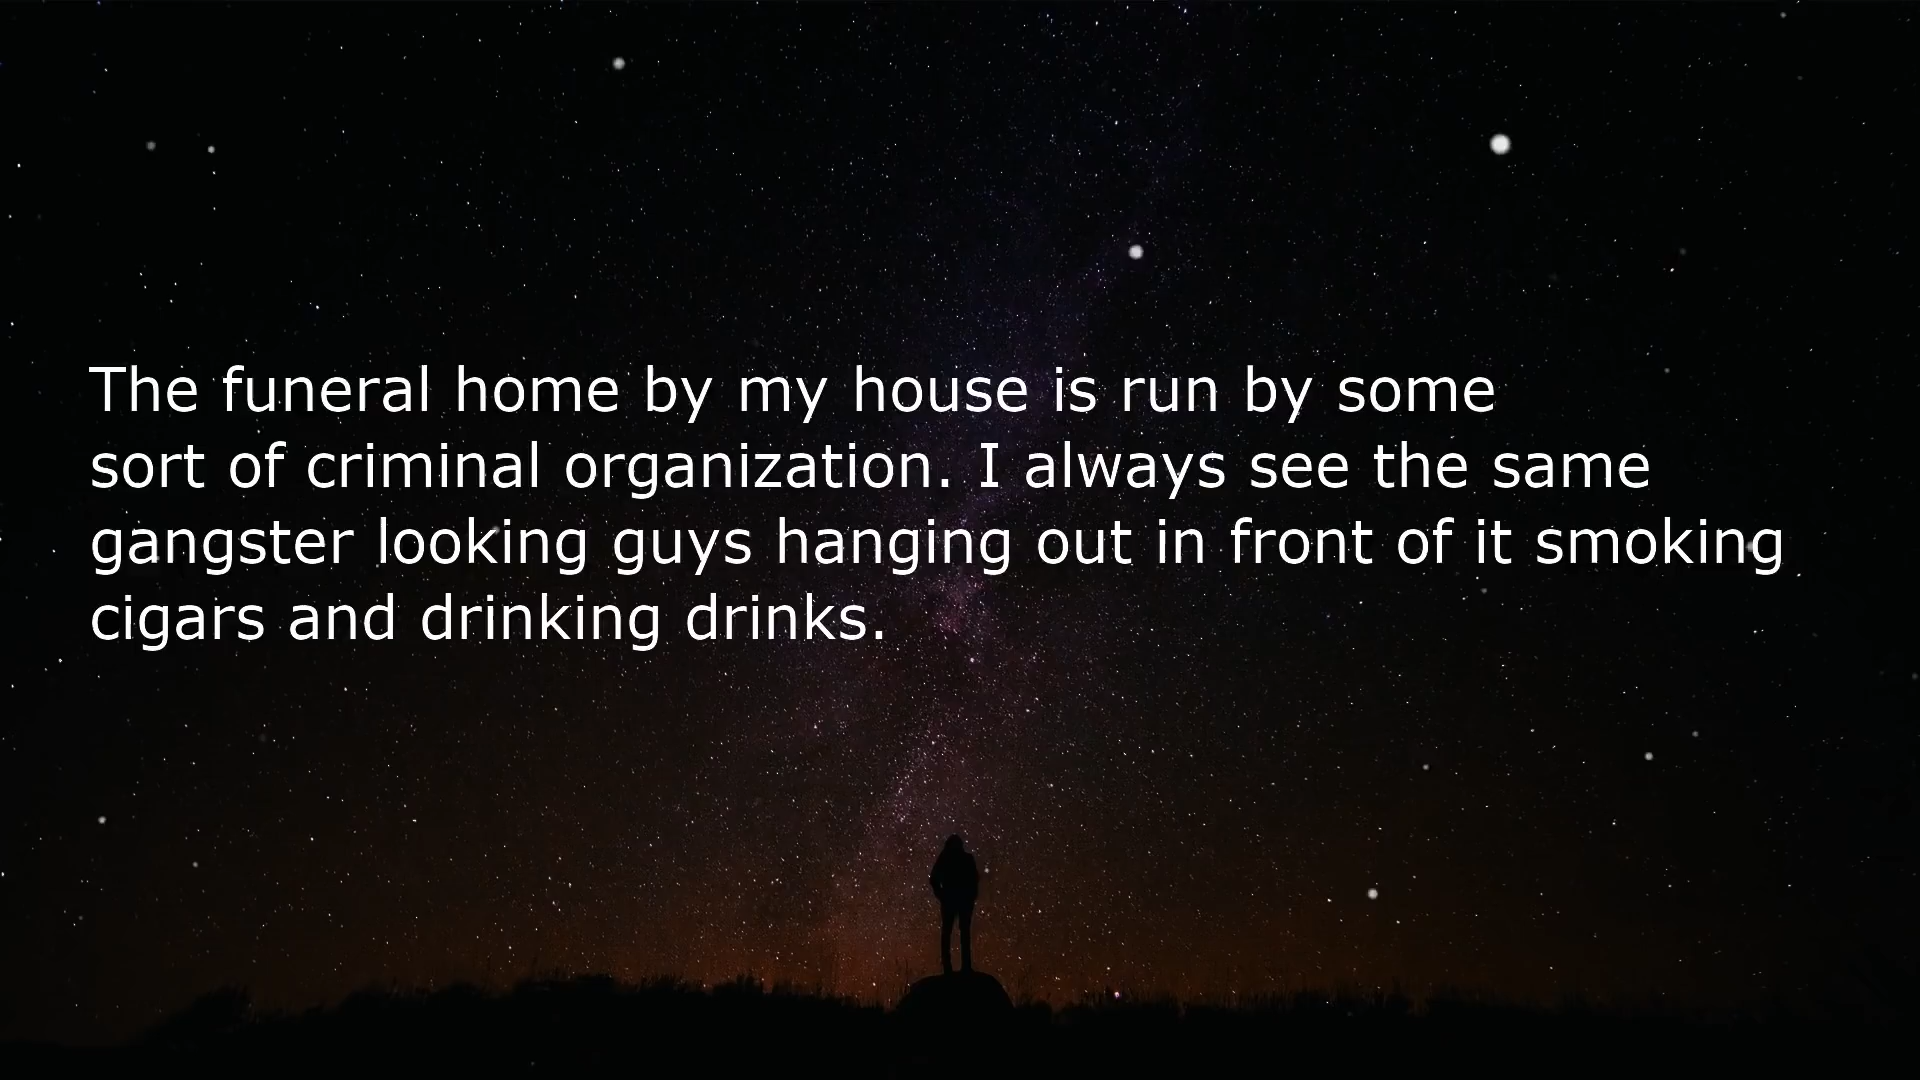 The funeral home by my house is run by some
sort of criminal organization. I always see the same
gangster looking guys hanging out in front of it smoking
cigars and drinking drinks.